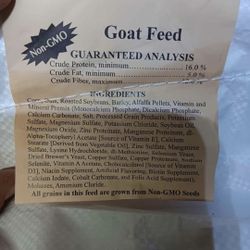 Non-GMO
Goat Feed
GUARANTEED ANALYSIS
Crude Protein, minimum 16.0 %
Crude Fat, minimum 5.0 %
Crude Fiber, maximum
INGREDIENTS
Roasted Soybeans, Barley, Alfalfa Pellets, Vitamin and
Mineral Premix (Monocalcium Phosphate, Dicalcium Phosphate,
Calcium Carbonate, Salt, Processed Grain Products, Potassium
Sulfate, Magnesium Sulfate, Potassium Chloride, Soybean Oil,
Magnesium Oxide, Zinc Proteinate, Manganese Proteinate, dl-
Alpha-Tocopheryl) Acetate [Source of Vitamin E], Calcium
Stearate [Derived from Vegetable Oil], Zinc Sulfate, Manganese
Sulfate, Lysine Hydrochloride, dl-Methionine, Selenium Yeast,
Dried Brewer's Yeast, Copper Sulfate, Copper Proteinate, Sodium
Selenite, Vitamin A Acetate, Choline Chloride, [Source of Vitamin
D3], Niacin Supplement, Artificial Flavoring, Biotin Supplement,
Calcium Iodate, Cobalt Carbonate, and Folic Acid Supplement),
Molasses, Ammonium Cloride.
All grains in this feed are grown from Non-GMO Seeds